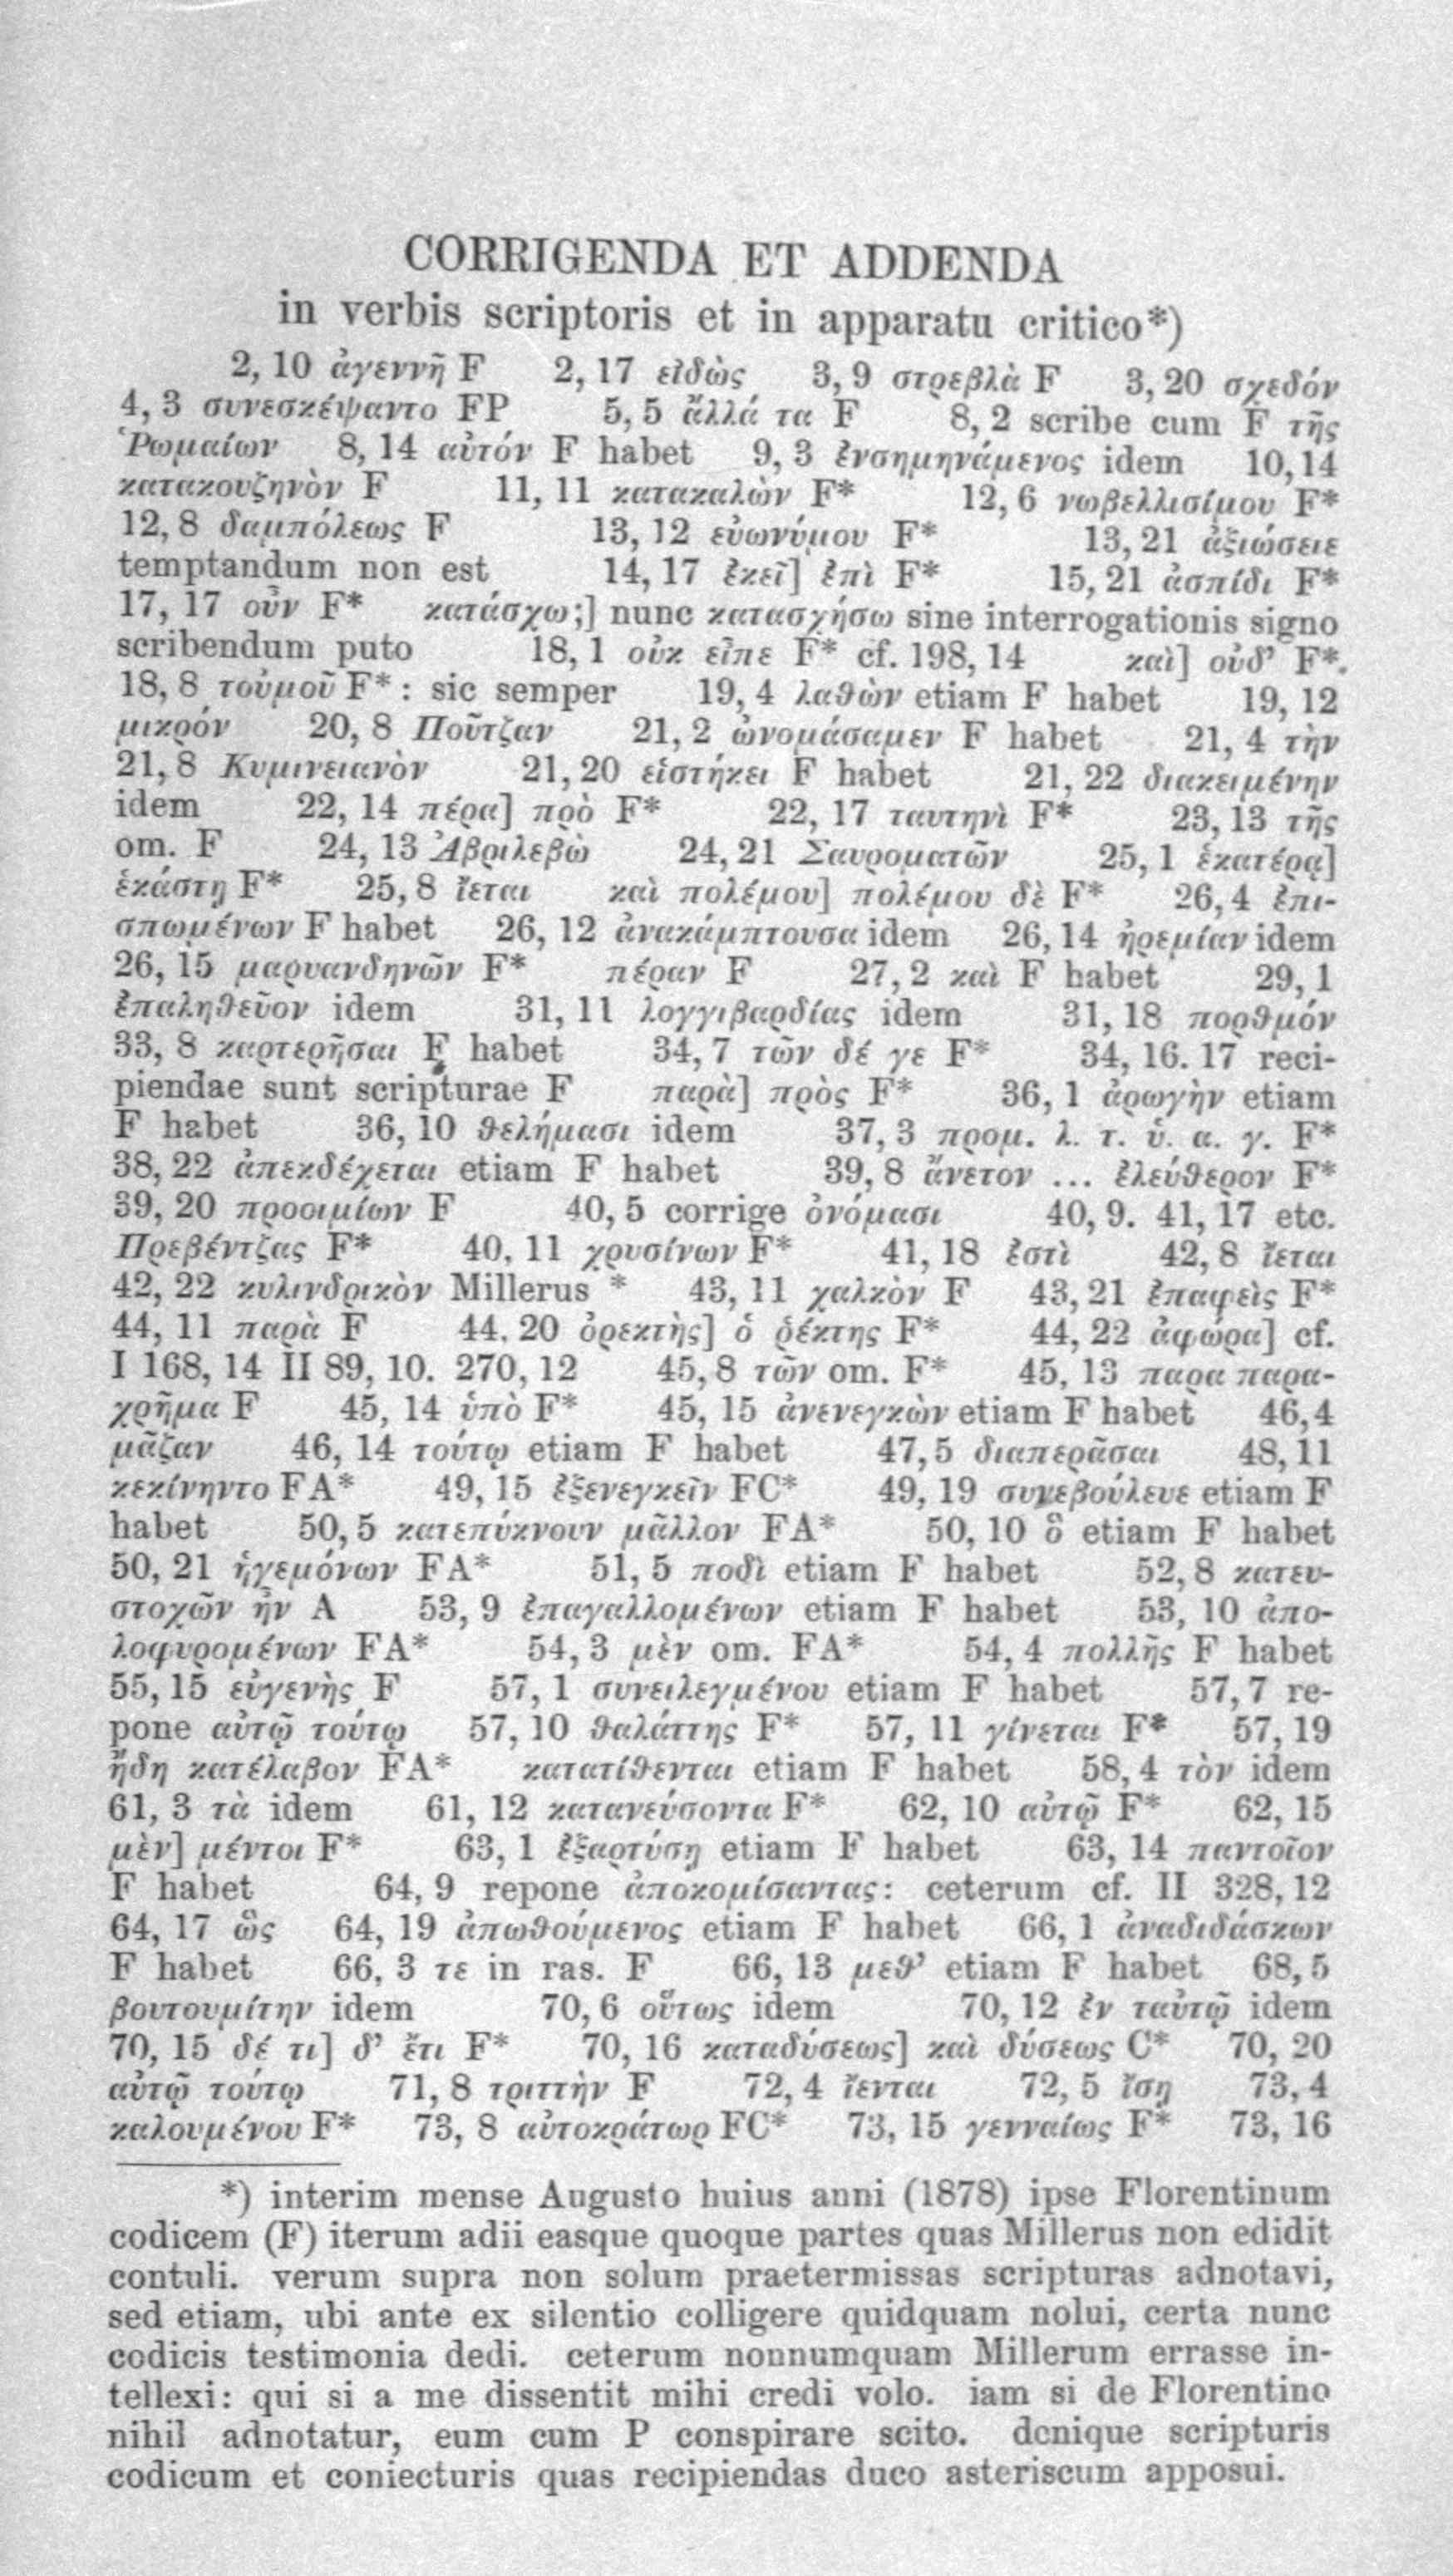 CORRIGENDA ET ADDENDA
in verbis scriptoris et in apparatu critico*)
2, 10 ἀγεννῆ F 2, 17 εἰδὼς 3, 9 στρεβλὰ F 3, 20 σχεδόν
4, 3 συνεσκέψαντο FP 5, 5 ἄλλά τα F 8, 2 scribe cum F τῆς
Ῥωμαίων 8, 14 αὐτόν F habet 9, 3 ἐνσημηνάμενος idem 10, 14
κατακουζηνὸν F 11, 11 κατακαλὼν F* 12, 6 νωβελλισίμου F*
12, 8 δαμπόλεως F 13, 12 εὐωνύμου F* 13, 21 ἀξιώσειε
temptandum non est 14, 17 ἐκεῖ] ἐπὶ F* 15, 21 ἀσπίδι F*
17, 17 οὖν F* κατάσχω;] nunc κατασχήσω sine interrogationis signo
scribendum puto 18, 1 οὐκ εἶπε F* cf. 198, 14 καὶ] οὐδ’ F*.
18, 8 τοὐμοῦ F* : sic semper 19, 4 λαθὼν etiam F habet 19, 12
μικρόν 20, 8 Ποῦτζαν 21, 2 ὠνομάσαμεν F habet 21, 4 τὴν
21, 8 Κυμινειανὸν 21, 20 εἱστήκει F habet 21, 22 διακειμένην
idem 22, 14 πέρα] πρὸ F* 22, 17 ταυτηνὶ F* 23, 13 τῆς
om. F 24, 13 Ἀβριλεβὼ 24, 21 Σαυροματῶν 25, 1 ἑκατέρᾳ]
ἑκάστῃ F* 25, 8 ἵεται καὶ πολέμου] πολέμου δὲ F* 26, 4 ἐπι-
σπωμένων F habet 26, 12 ἀνακάμπτουσα idem 26, 14 ἠρεμίαν idem
26, 15 μαρυανδηνῶν F* πέραν F 27, 2 καὶ F habet 29, 1
ἐπαληθεῦον idem 31, 11 λογγιβαρδίας idem 31, 18 πορθμόν
33, 8 καρτερῆσαι F habet 34, 7 τῶν δέ γε F* 34, 16. 17 reci-
piendae sunt scripturae F παρὰ] πρὸς F* 36, 1 ἀρωγὴν etiam
F habet 36, 10 θελήμασι idem 37, 3 προμ. λ. τ. ὑ. α. γ. F*
38, 22 ἀπεκδέχεται etiam F habet 39, 8 ἄνετον ... ἐλεύθερον F*
39, 20 προοιμίων F 40, 5 corrige ὀνόμασι 40, 9. 41, 17 etc.
Πρεβέντζας F* 40, 11 χρυσίνων F* 41, 18 ἐστὶ 42, 8 ἵεται
42, 22 κυλινδρικὸν Millerus * 43, 11 χαλκὸν F 43, 21 ἐπαφεὶς F*
44, 11 παρὰ F 44, 20 ὀρεκτὴς] ὁ ῥέκτης F* 44, 22 ἀφώρα] cf.
I 168, 14 II 89, 10. 270, 12 45, 8 τῶν om. F* 45, 13 παρα παρα-
χρῆμα F 45, 14 ὑπὸ F* 45, 15 ἀνενεγκὼν etiam F habet 46, 4
μᾶζαν 46, 14 τούτῳ etiam F habet 47, 5 διαπερᾶσαι 48, 11
κεκίνηντο FA* 49, 15 ἐξενεγκεῖν FC* 49, 19 συνεβούλευε etiam F
habet 50, 5 κατεπύκνουν μᾶλλον FA* 50, 10 ὃ etiam F habet
50, 21 ἡγεμόνων FA* 51, 5 ποδὶ etiam F habet 52, 8 κατευ-
στοχῶν ἦν A 53, 9 ἐπαγαλλομένων etiam F habet 53, 10 ἀπο-
λοφυρομένων FA* 54, 3 μὲν om. FA* 54, 4 πολλῆς F habet
55, 15 εὐγενὴς F 57, 1 συνειλεγμένου etiam F habet 57, 7 re-
pone αὐτῷ τούτῳ 57, 10 θαλάττης F* 57, 11 γίνεται F* 57, 19
ἤδη κατέλαβον FA* κατατίθενται etiam F habet 58, 4 τὸν idem
61, 3 τὰ idem 61, 12 κατανεύσοντα F* 62, 10 αὐτῷ F* 62, 15
μὲν] μέντοι F* 63, 1 ἐξαρτύσῃ etiam F habet 63, 14 παντοῖον
F habet 64, 9 repone ἀποκομίσαντας: ceterum cf. II 328, 12
64, 17 ὣς 64, 19 ἀπωθούμενος etiam F habet 66, 1 ἀναδιδάσκων
F habet 66, 3 τε in ras. F 66, 13 μεθ’ etiam F habet 68, 5
βουτουμίτην idem 70, 6 οὕτως idem 70, 12 ἐν ταὐτῷ idem
70, 15 δέ τι] δ’ ἔτι F* 70, 16 καταδύσεως] καὶ δύσεως C* 70, 20
αὐτῷ τούτῳ 71, 8 τριττὴν F 72, 4 ἵενται 72, 5 ἴσῃ 73, 4
καλουμένου F* 73, 8 αὐτοκράτωρ FC* 73, 15 γενναίως F* 73, 16
*) interim mense Augusto huius anni (1878) ipse Florentinum
codicem (F) iterum adii easque quoque partes quas Millerus non edidit
contuli. verum supra non solum praetermissas scripturas adnotavi,
sed etiam, ubi ante ex silentio colligere quidquam nolui, certa nunc
codicis testimonia dedi. ceterum nonnumquam Millerum errasse in-
tellexi: qui si a me dissentit mihi credi volo. iam si de Florentino
nihil adnotatur, eum cum P conspirare scito. denique scripturis
codicum et coniecturis quas recipiendas duco asteriscum apposui.